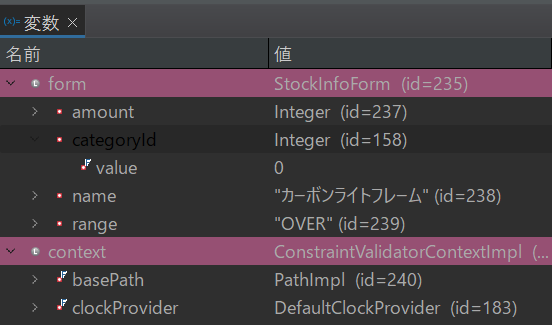 (x)= 変数
名前 値
form StockInfoForm (id=235)
amount Integer (id=237)
categoryId Integer (id=158)
value 0
name "カーボンライトフレーム" (id=238)
range "OVER" (id=239)
context ConstraintValidatorContextImpl (...
basePath PathImpl (id=240)
clockProvider DefaultClockProvider (id=183)